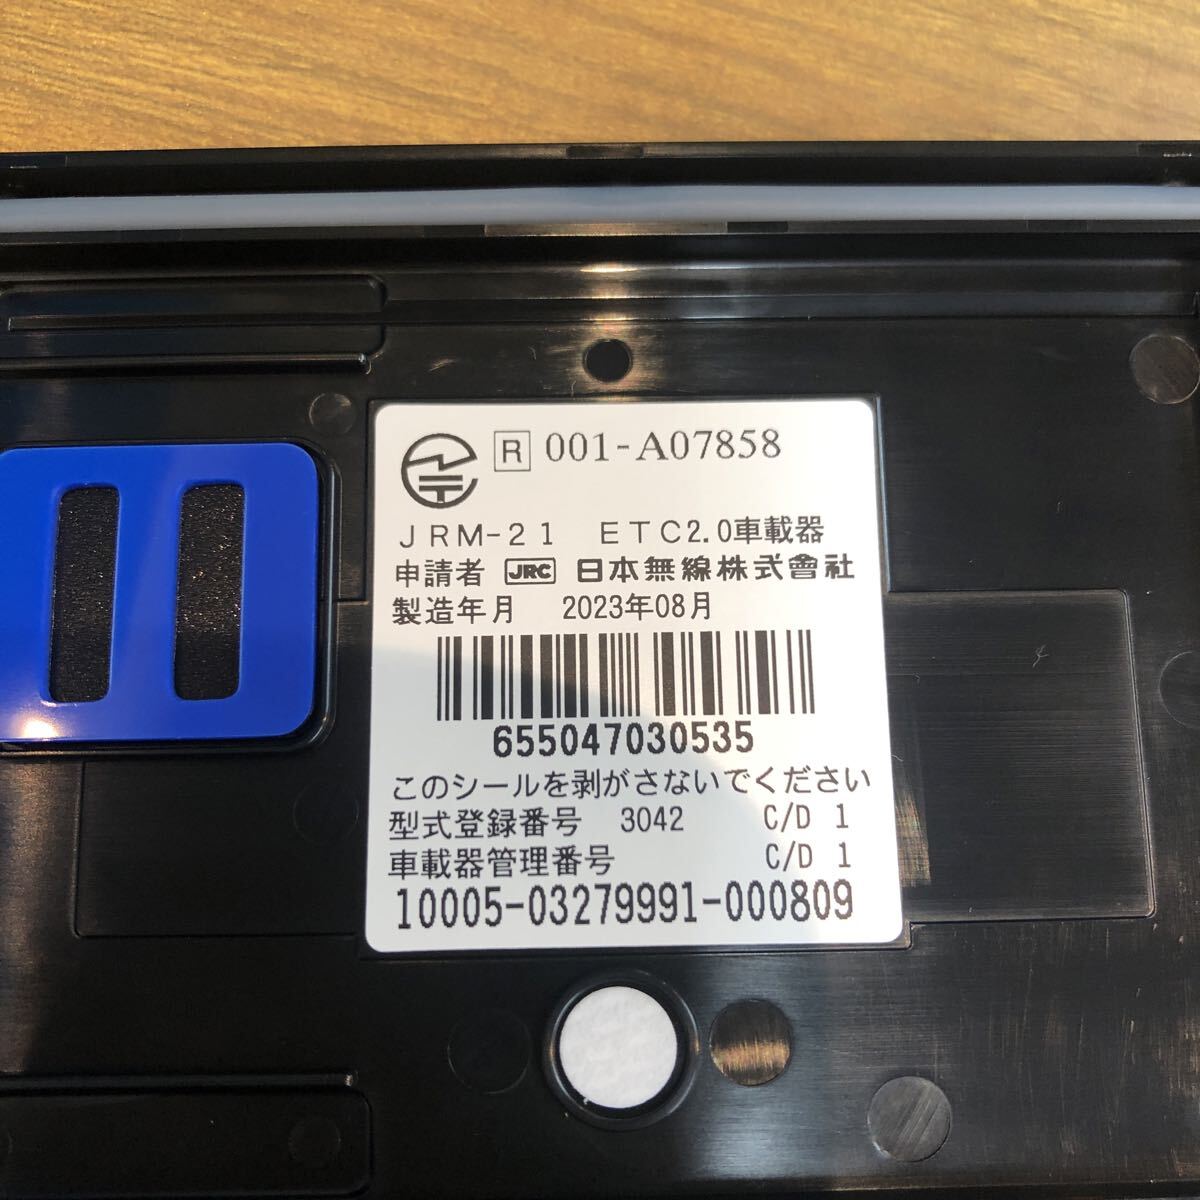 R 001-A07858
JRM-21 ETC2.0車載器
申請者 JRC 日本無線株式會社
製造年月 2023年08月
655047030535
このシールを剥がさないでください
型式登録番号 3042 C/D 1
車載器管理番号 C/D 1
10005-03279991-000809